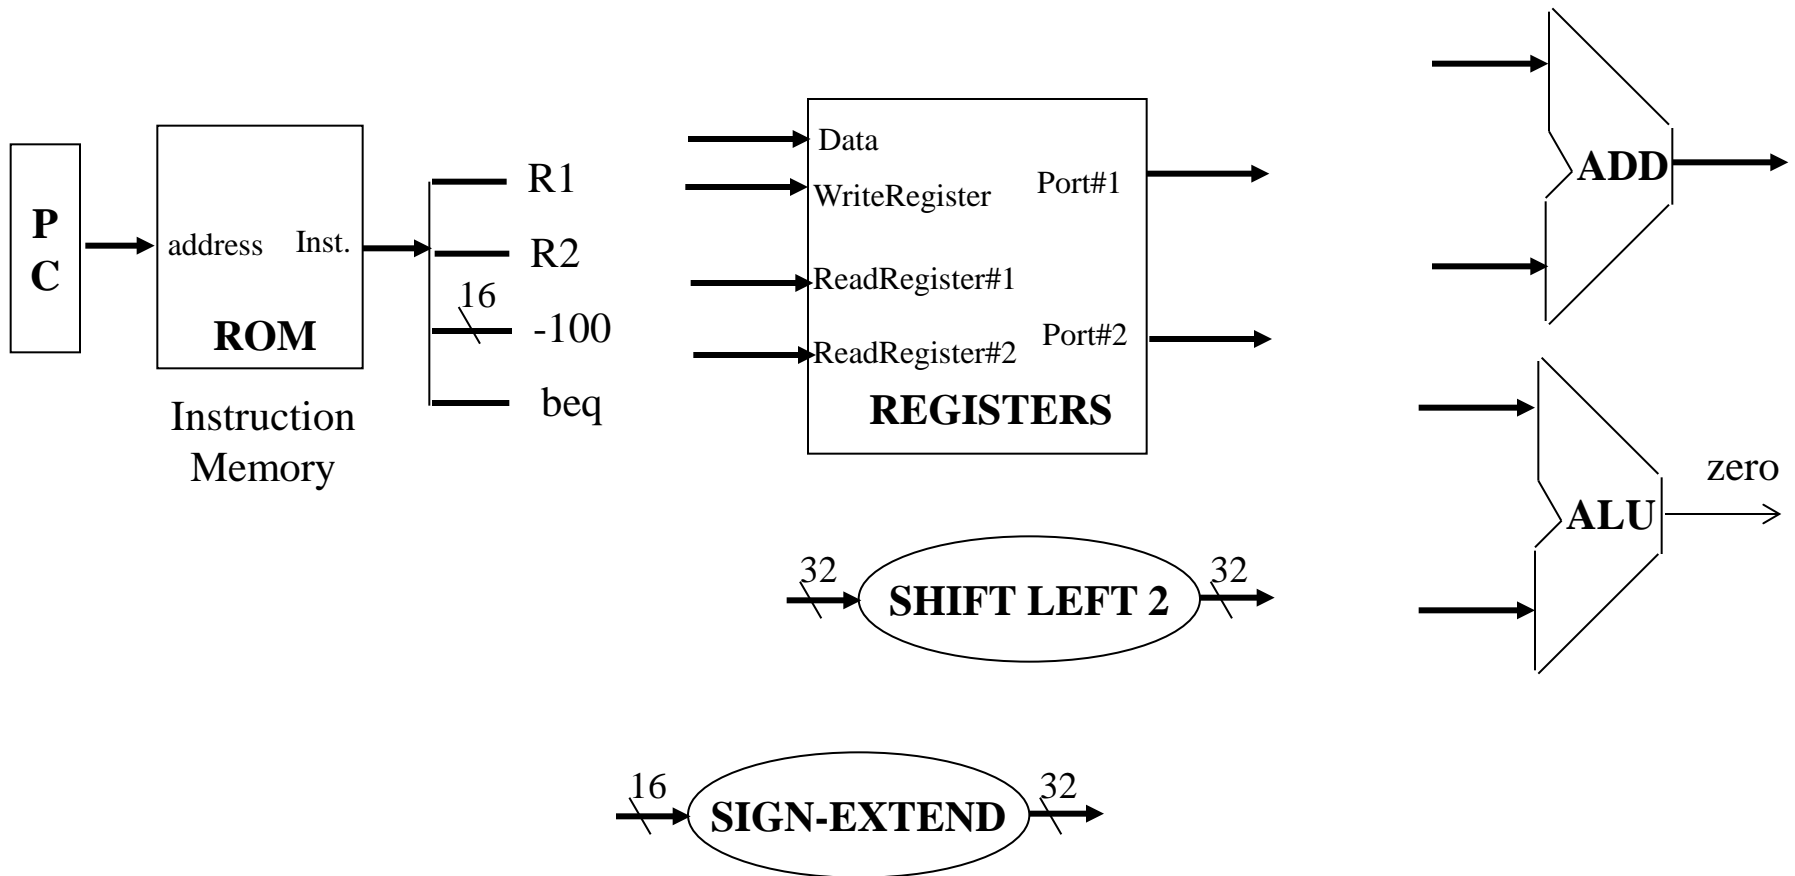 P
C
address
Inst.
ROM
Instruction
Memory
R1
R2
16
-100
beq
Data
WriteRegister
ReadRegister#1
ReadRegister#2
Port#1
Port#2
REGISTERS
ADD
ALU
zero
32
SHIFT LEFT 2
32
16
SIGN-EXTEND
32